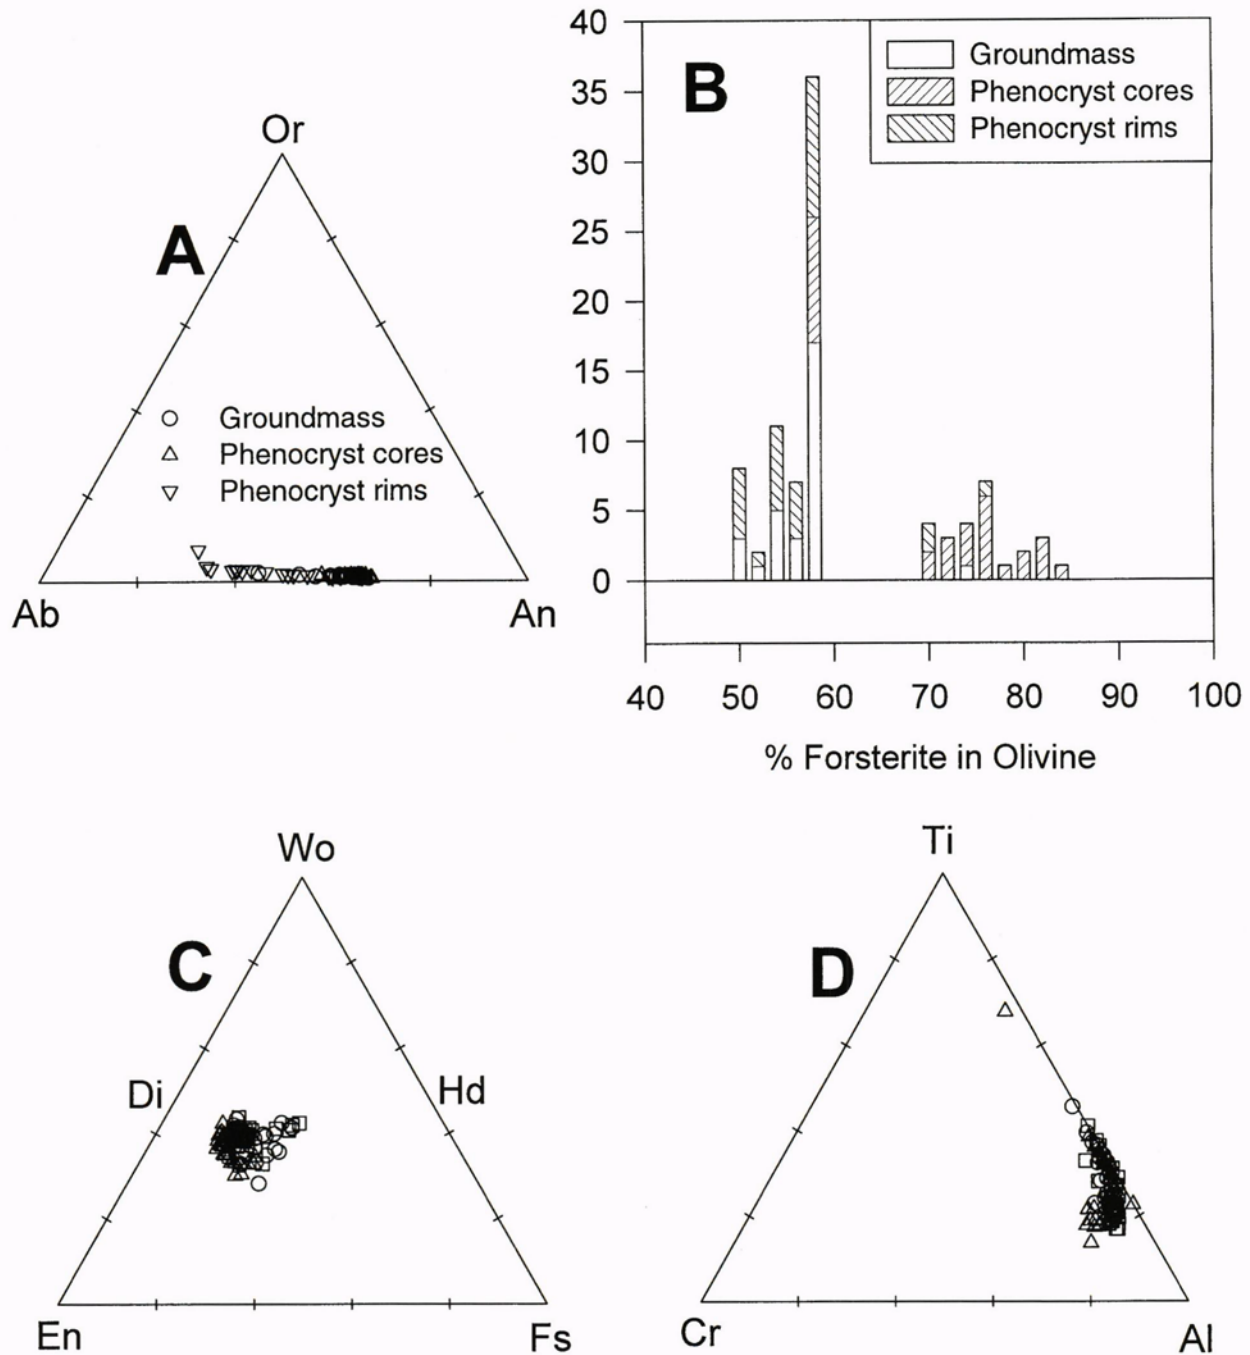 A
Or
Groundmass
Phenocryst cores
Phenocryst rims
Ab
An
B
Groundmass
Phenocryst cores
Phenocryst rims
40
35
30
25
20
15
10
5
0
40 50 60 70 80 90 100
% Forsterite in Olivine
C
Wo
Di
Hd
En
Fs
D
Ti
Cr
Al